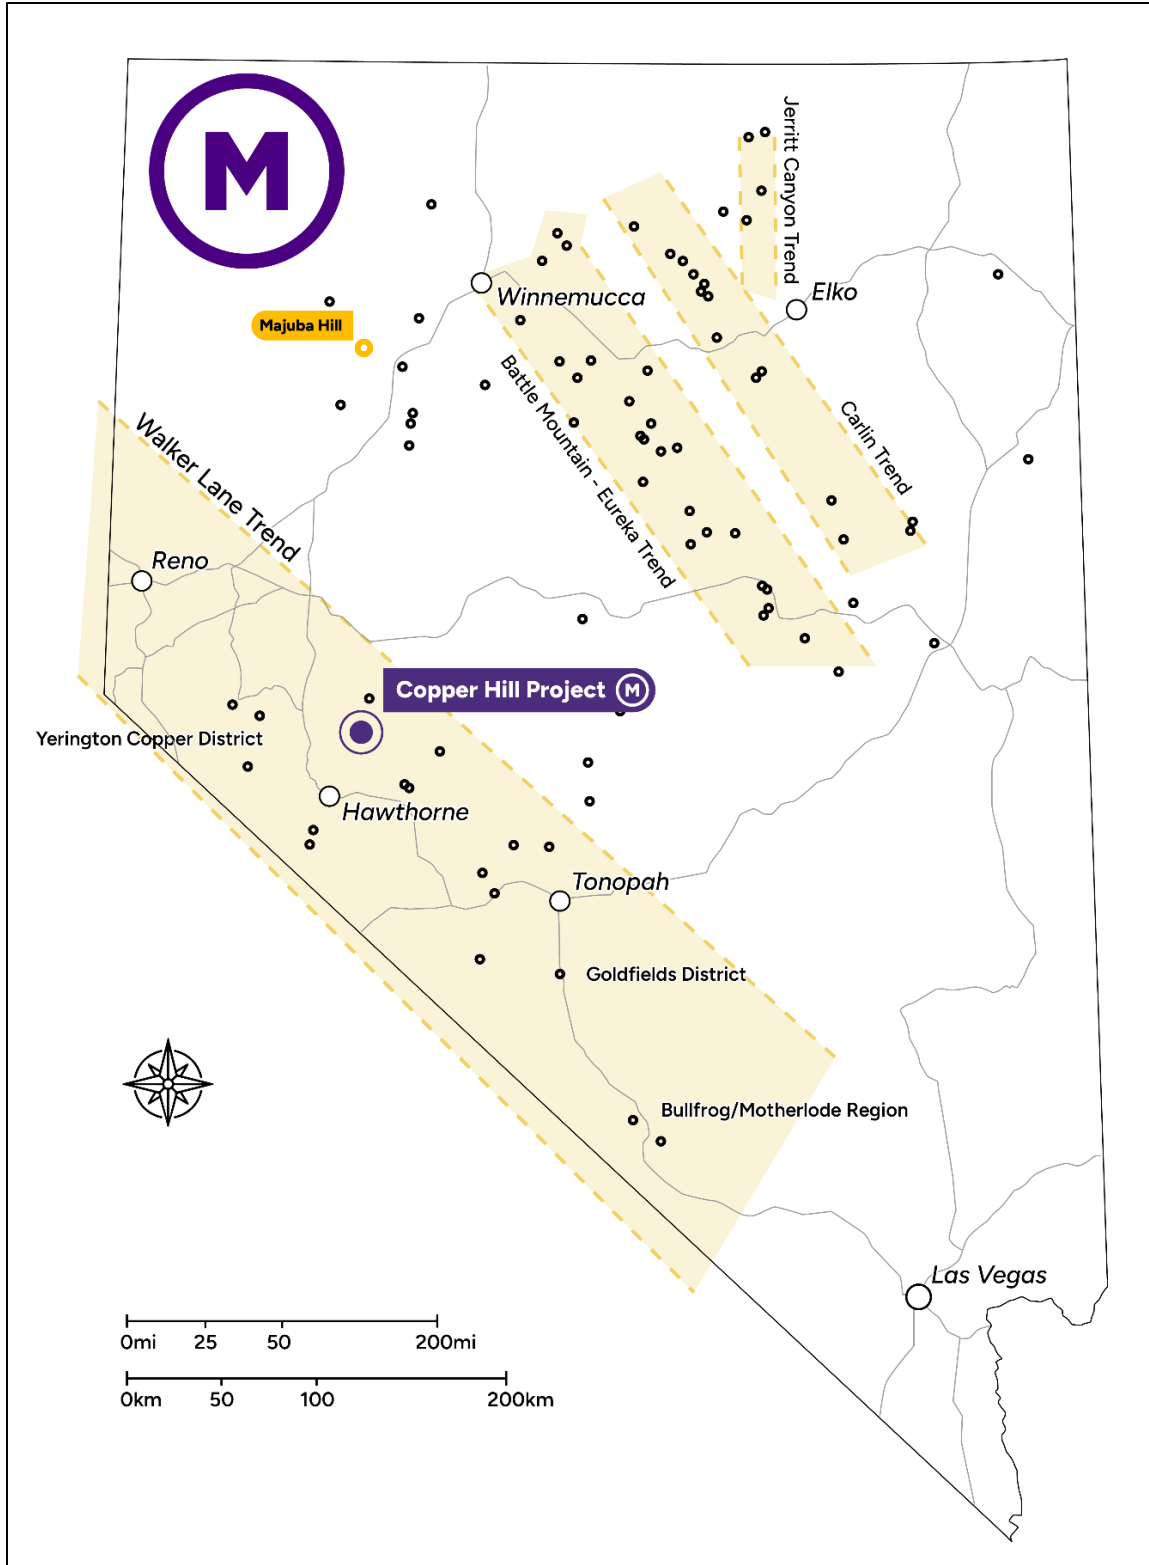 M
Jerritt Canyon Trend
Elko
Winnemucca
Majuba Hill
Battle Mountain - Eureka Trend
Carlin Trend
Walker Lane Trend
Reno
Copper Hill Project M
Yerington Copper District
Hawthorne
Tonopah
Goldfields District
Bullfrog/Motherlode Region
Las Vegas
0mi 25 50 200mi
0km 50 100 200km